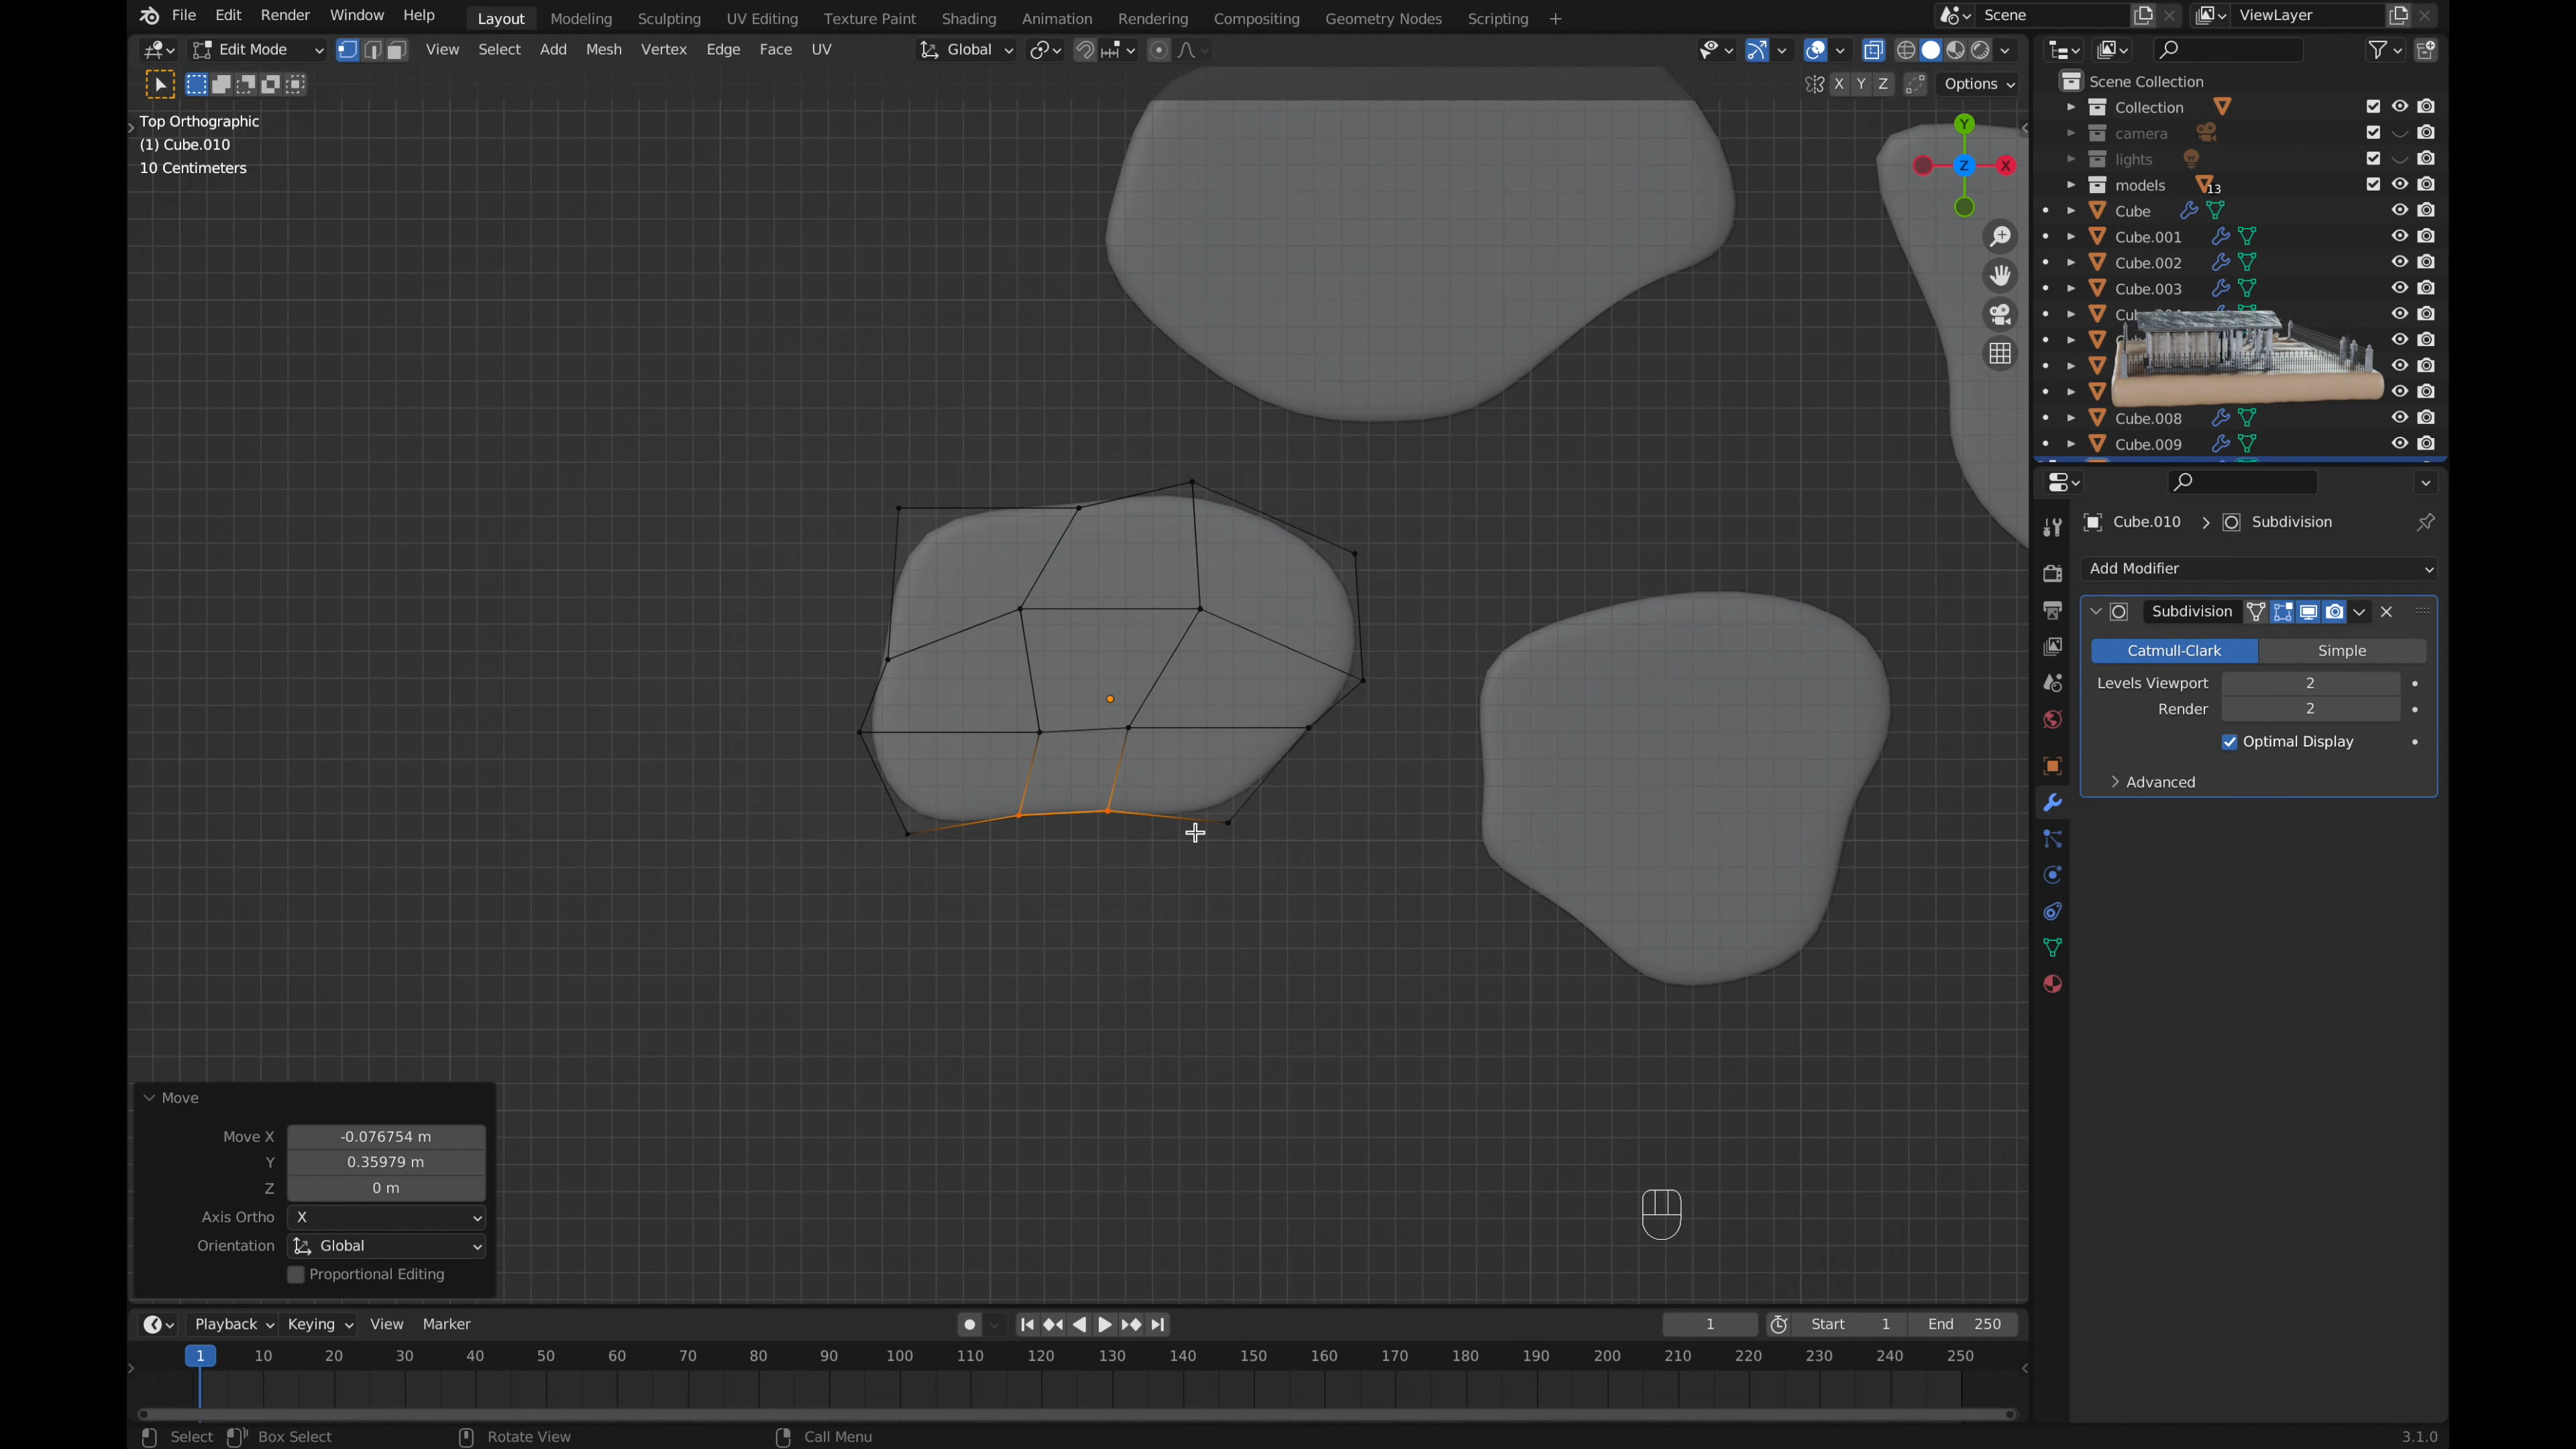 File Edit Render Window Help Layout Modeling Sculpting UV Editing Texture Paint Shading Animation Rendering Compositing Geometry Nodes Scripting + Scene ViewLayer
Edit Mode View Select Add Mesh Vertex Edge Face UV Global
X Y Z Options
Top Orthographic
(1) Cube.010
10 Centimeters
Y
Z X
Scene Collection
Collection
camera
lights
models 13
Cube
Cube.001
Cube.002
Cube.003
Cube.008
Cube.009
Cube.010 > Subdivision
Add Modifier
Subdivision
Catmull-Clark Simple
Levels Viewport 2
Render 2
Optimal Display
Advanced
Move
Move X -0.076754 m
Y 0.35979 m
Z 0 m
Axis Ortho X
Orientation Global
Proportional Editing
Playback Keying View Marker 1 Start 1 End 250
1 10 20 30 40 50 60 70 80 90 100 110 120 130 140 150 160 170 180 190 200 210 220 230 240 250
Select Box Select Rotate View Call Menu 3.1.0